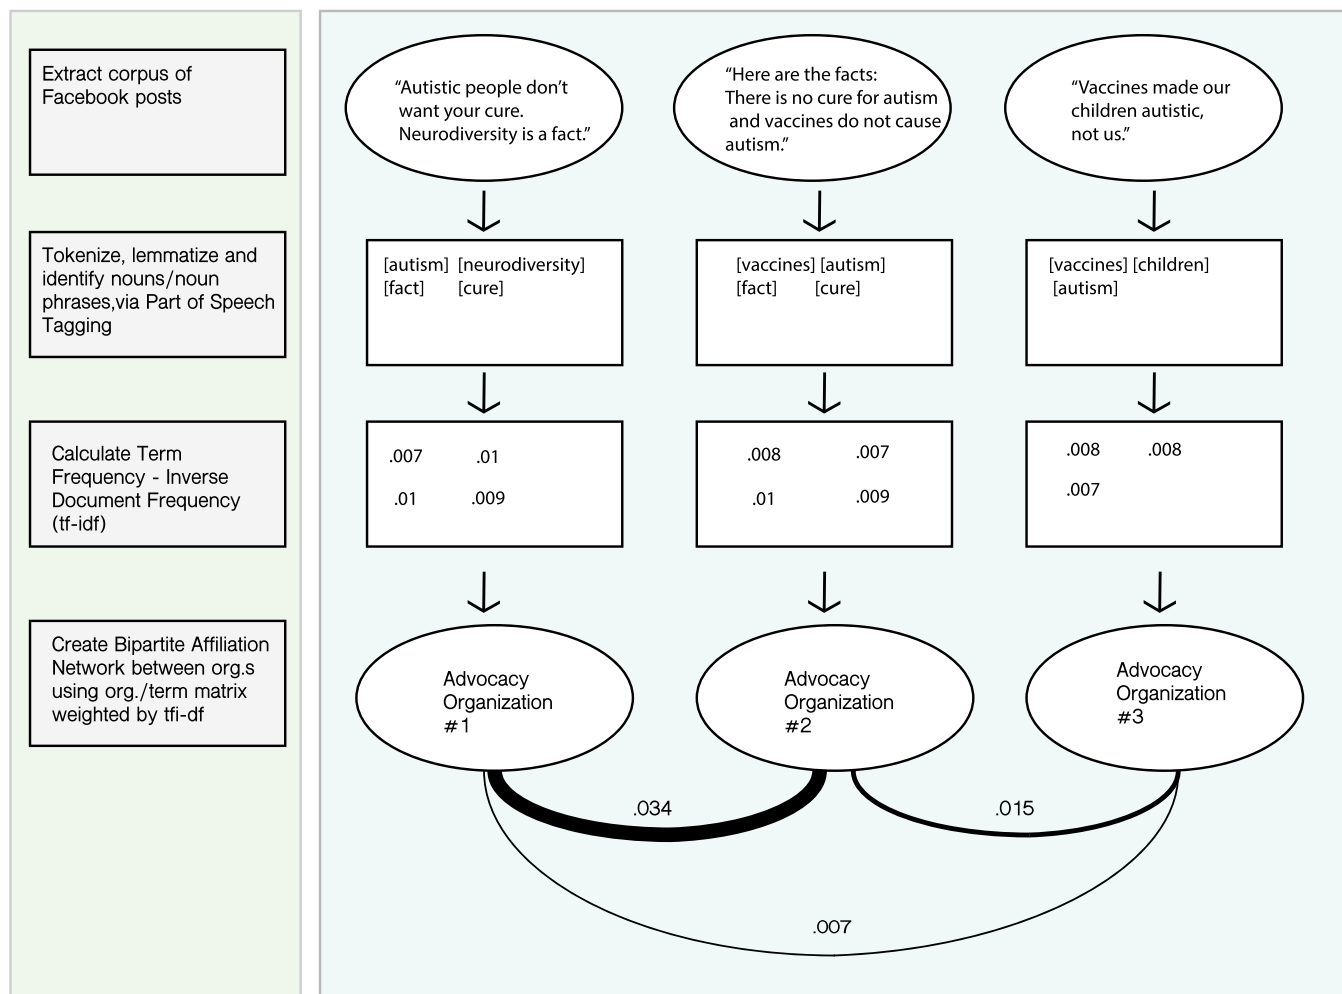 Extract corpus of
Facebook posts
“Autistic people don’t
want your cure.
Neurodiversity is a fact.”
“Here are the facts:
There is no cure for autism
and vaccines do not cause
autism.”
“Vaccines made our
children autistic,
not us.”
Tokenize, lemmatize and
identify nouns/noun
phrases,via Part of Speech
Tagging
[autism] [neurodiversity]
[fact] [cure]
[vaccines] [autism]
[fact] [cure]
[vaccines] [children]
[autism]
Calculate Term
Frequency - Inverse
Document Frequency
(tf-idf)
.007 .01
.01 .009
.008 .007
.01 .009
.008 .008
.007
Create Bipartite Affiliation
Network between org.s
using org./term matrix
weighted by tfi-df
Advocacy
Organization
#1
Advocacy
Organization
#2
Advocacy
Organization
#3
.034
.015
.007